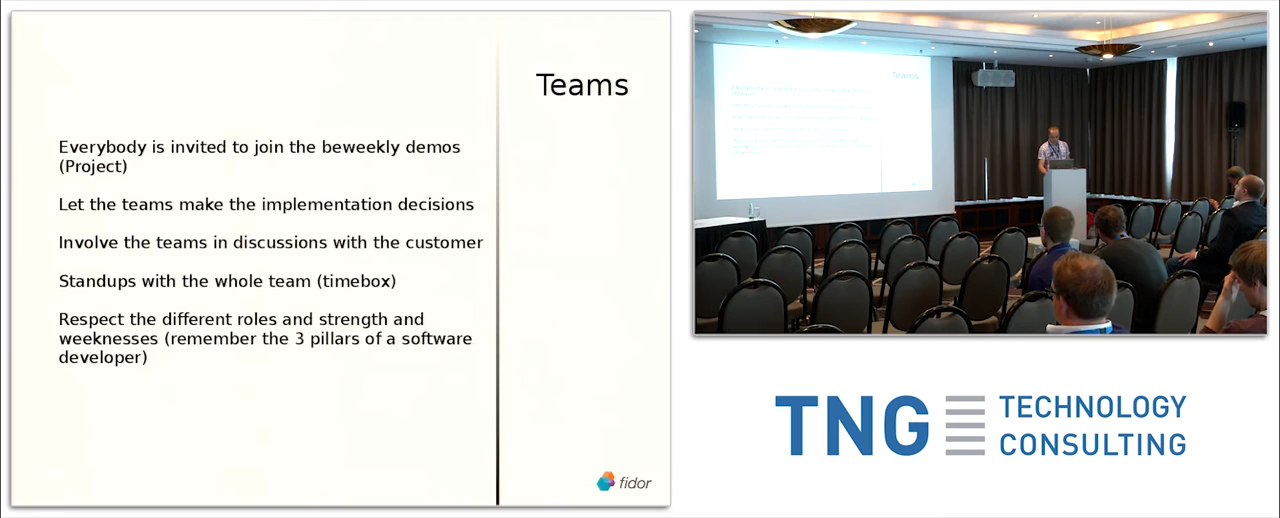 Teams
Everybody is invited to join the beweekly demos
(Project)
Let the teams make the implementation decisions
Involve the teams in discussions with the customer
Standups with the whole team (timebox)
Respect the different roles and strength and
weaknesses (remember the 3 pillars of a software
developer)
fidor
Teams
TNG TECHNOLOGY
CONSULTING